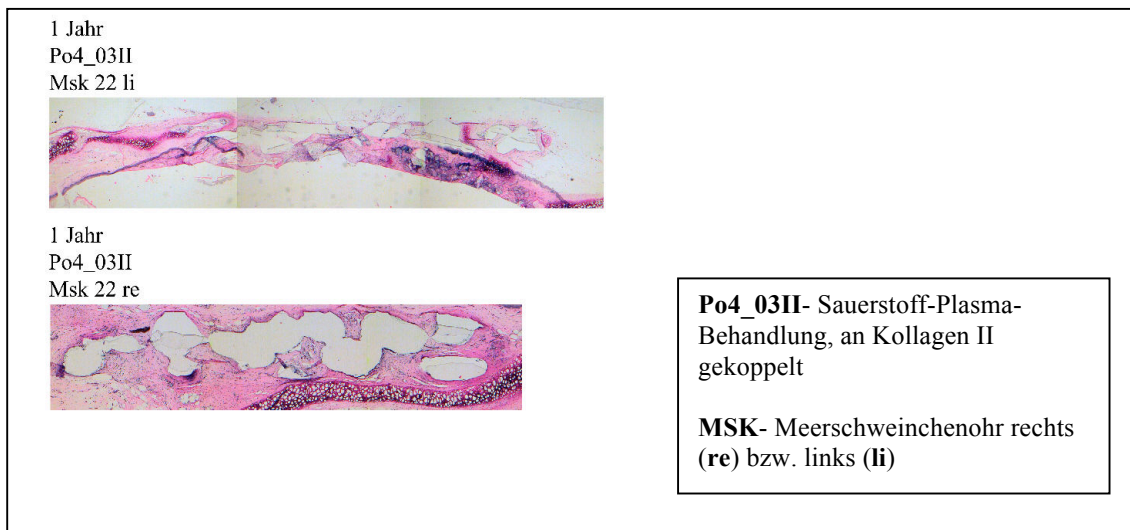 1 Jahr
Po4_03II
Msk 22 li
1 Jahr
Po4_03II
Msk 22 re
Po4_03II- Sauerstoff-Plasma-
Behandlung, an Kollagen II
gekoppelt
MSK- Meerschweinchenohr rechts
(re) bzw. links (li)